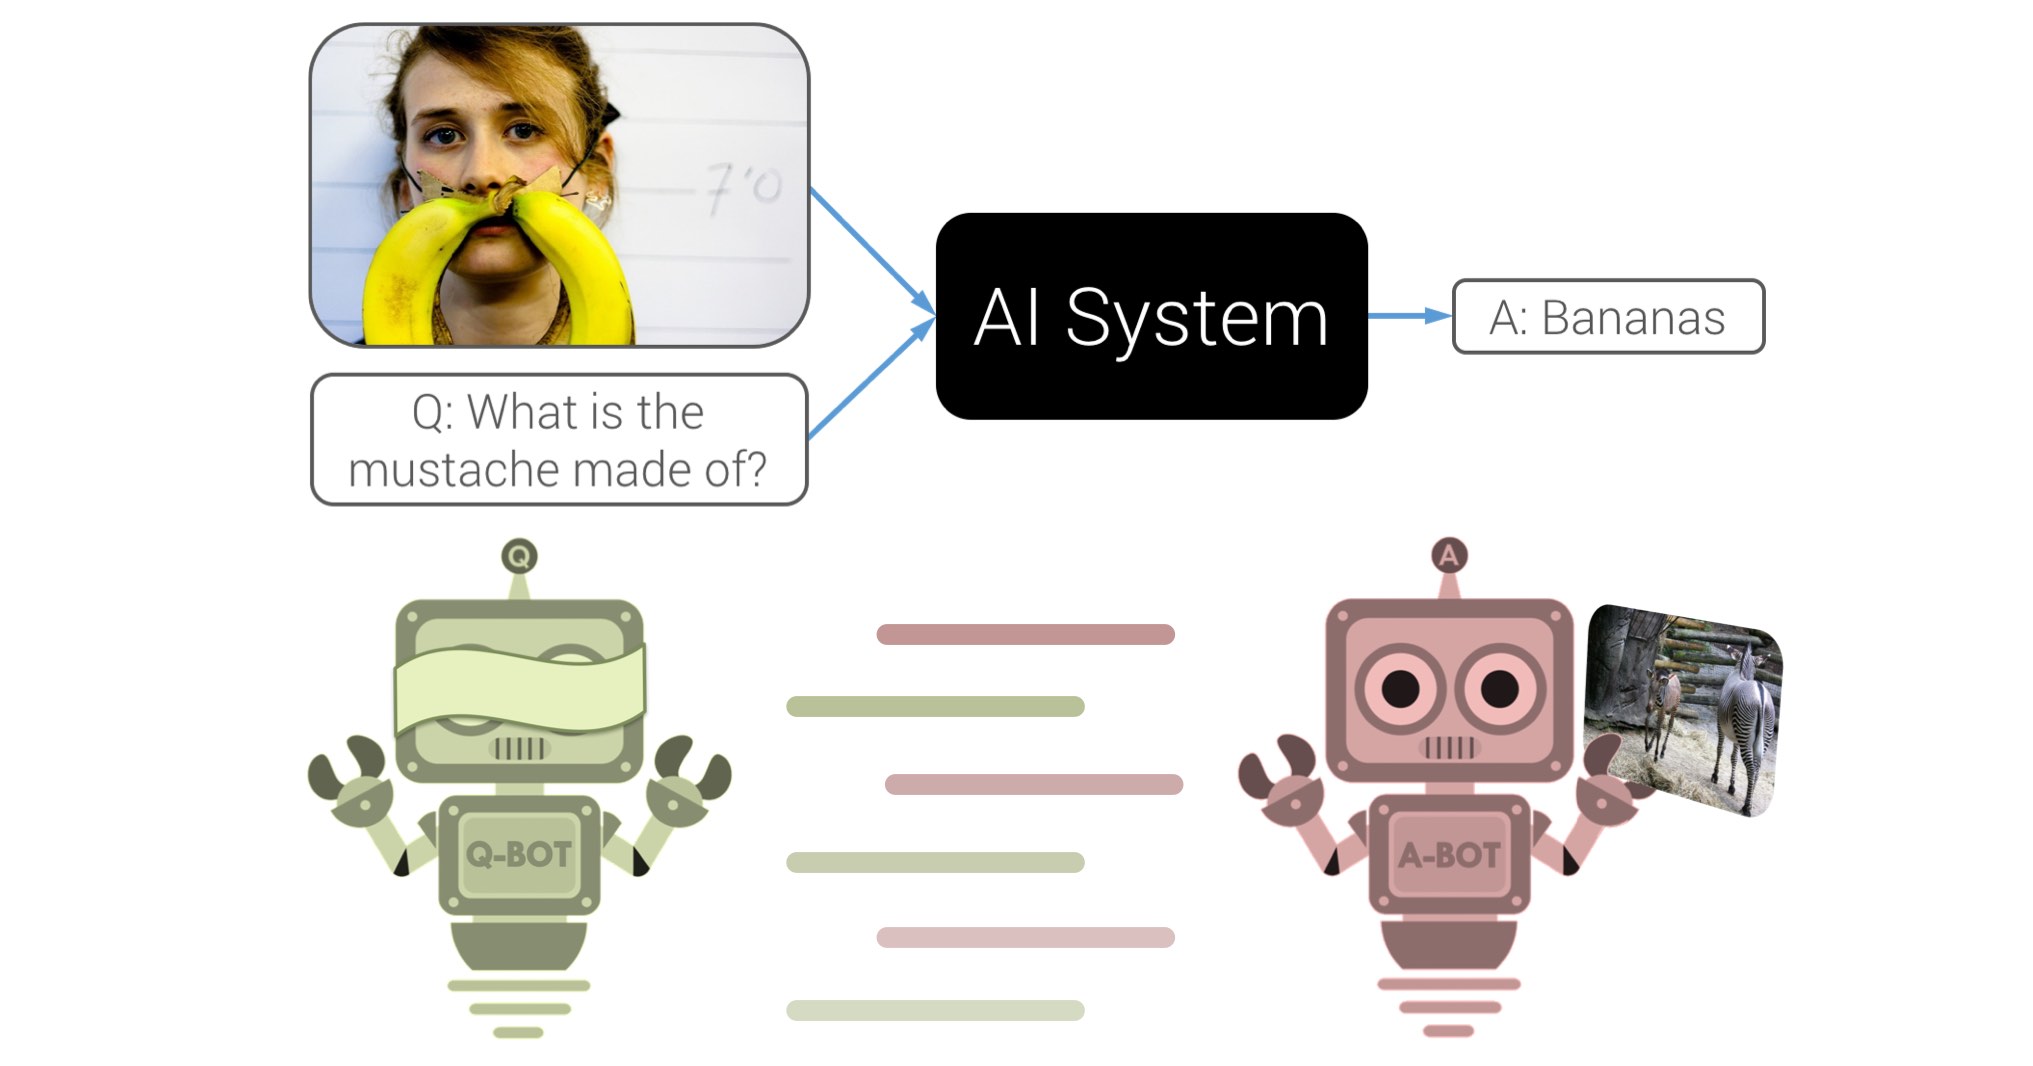 7'0
Q: What is the
mustache made of?
AI System
A: Bananas
Q
Q-BOT
A
A-BOT